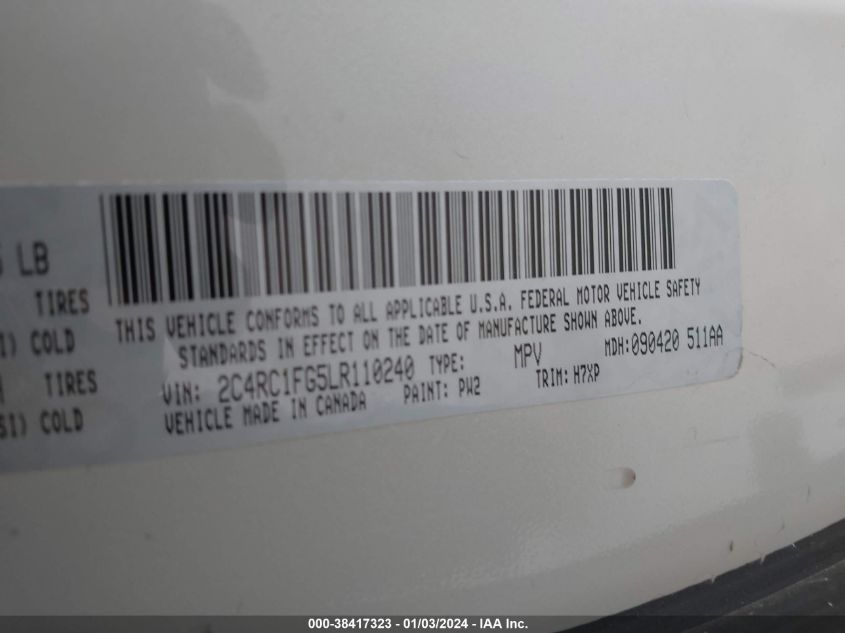 LB
TIRES
COLD
TIRES
COLD
THIS VEHICLE CONFORMS TO ALL APPLICABLE U.S.A. FEDERAL MOTOR VEHICLE SAFETY
STANDARDS IN EFFECT ON THE DATE OF MANUFACTURE SHOWN ABOVE.
VIN: 2C4RC1FG5LR110240 TYPE: MPV MDH:090420 511AA
VEHICLE MADE IN CANADA PAINT: PW2 TRIM: H7XP
000-38417323 - 01/03/2024 - IAA Inc.